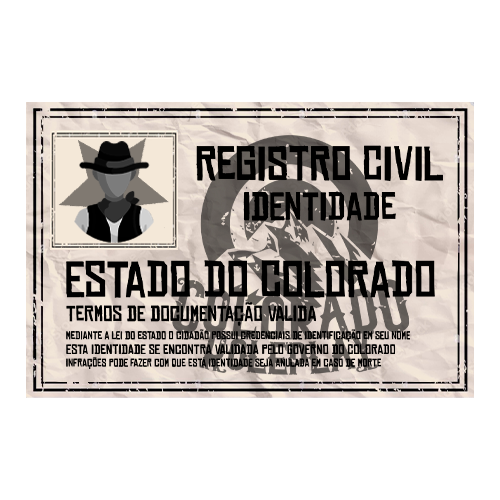 REGISTRO CIVIL
IDENTIDADE
ESTADO DO COLORADO
TERMOS DE DOCUMENTAÇÃO VALIDA
COLORADO
MEDIANTE A LEI DO ESTADO O CIDADÃO POSSUI CREDENCIAIS DE IDENTIFICAÇÃO EM SEU NOME
ESTA IDENTIDADE SE ENCONTRA VALIDADA PELO GOVERNO DO COLORADO
INFRAÇÕES PODE FAZER COM QUE ESTA IDENTIDADE SEJA ANULADA EM CASO DE MORTE